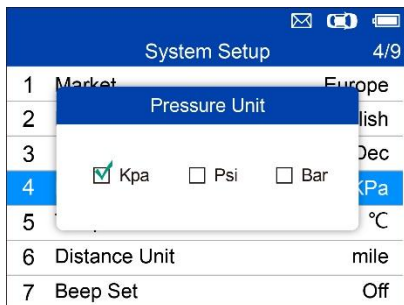 System Setup 4/9
1 Market Europe
Pressure Unit
2 lish
3 Dec
Kpa Psi Bar
4 KPa
5 ℃
6 Distance Unit mile
7 Beep Set Off